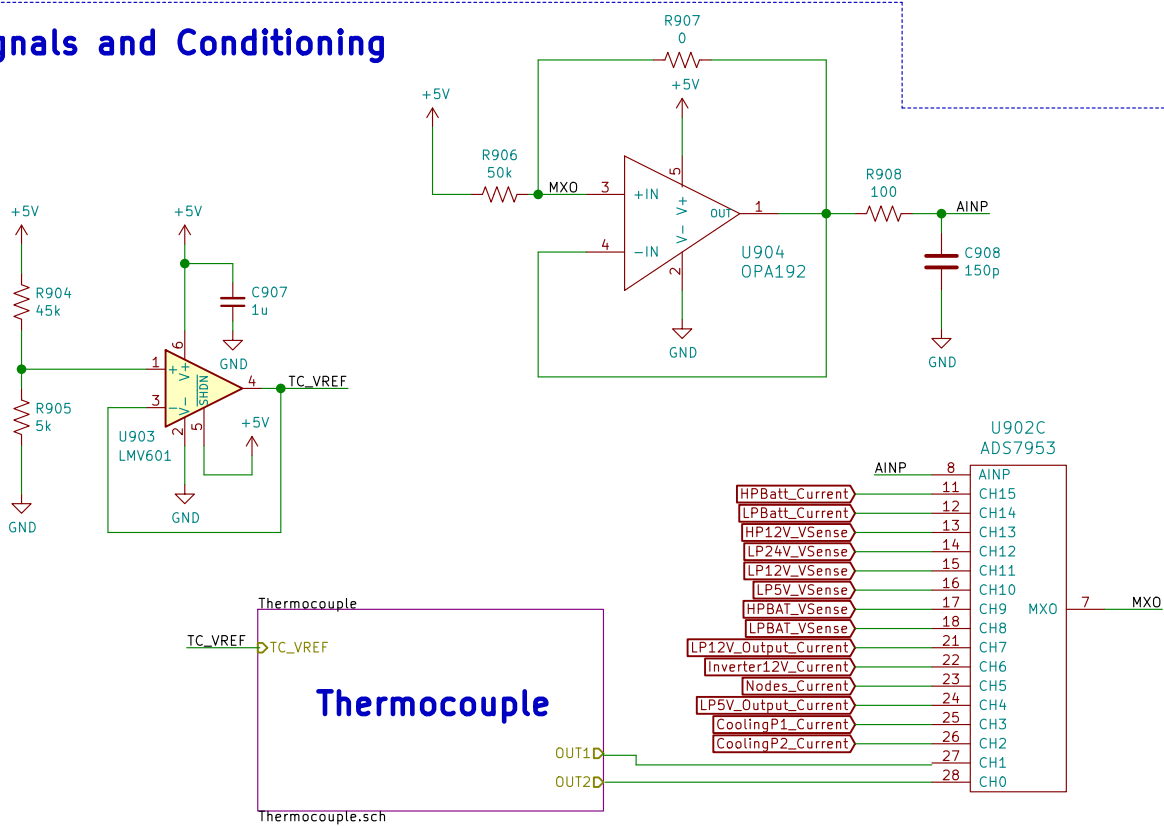 gnals and Conditioning
R907
0
+5V
+5V
R906
50k
MXO
3
+IN
5
V+
OUT
1
4
-IN
V-
2
U904
OPA192
GND
R908
100
AINP
C908
150p
GND
+5V
+5V
R904
45k
C907
1u
GND
R905
5k
GND
1
+
6
V+
SHDN
4
TC_VREF
3
-
V-
2
5
+5V
U903
LMV601
GND
U902C
ADS7953
AINP
8
AINP
HPBatt_Current
11
CH15
LPBatt_Current
12
CH14
HP12V_VSense
13
CH13
LP24V_VSense
14
CH12
LP12V_VSense
15
CH11
LP5V_VSense
16
CH10
HPBAT_VSense
17
CH9
MXO
7
MXO
LPBAT_VSense
18
CH8
LP12V_Output_Current
21
CH7
Inverter12V_Current
22
CH6
Nodes_Current
23
CH5
LP5V_Output_Current
24
CH4
CoolingP1_Current
25
CH3
CoolingP2_Current
26
CH2
27
CH1
28
CH0
Thermocouple
TC_VREF
TC_VREF
Thermocouple
OUT1
OUT2
Thermocouple.sch